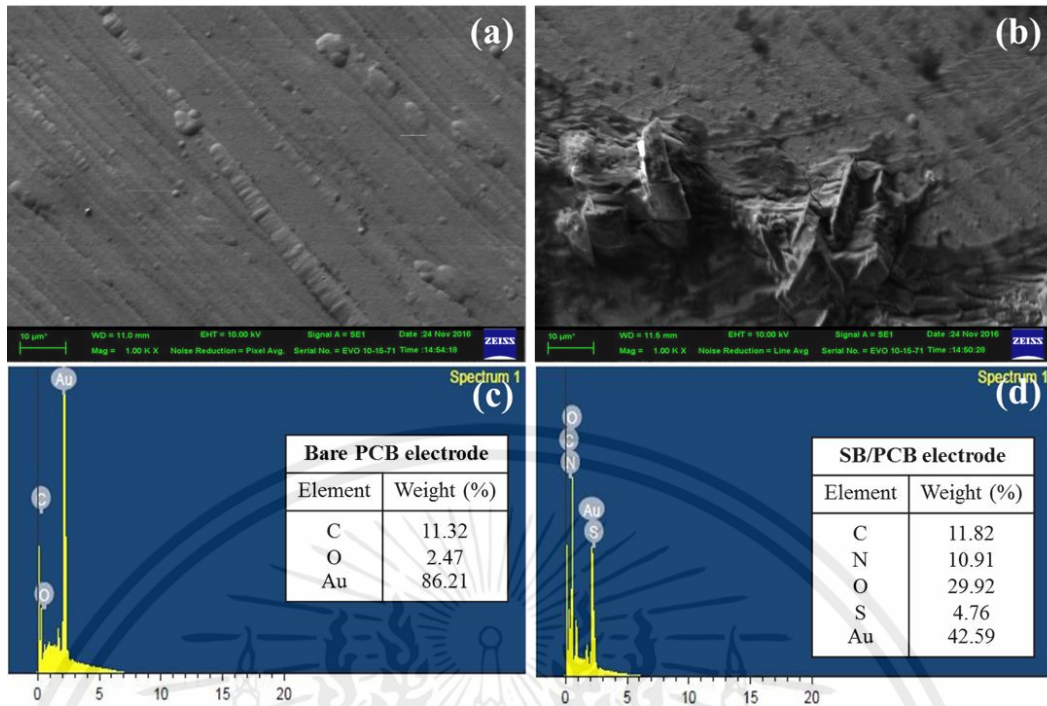 (a)
10 µm* WD = 11.0 mm EHT = 10.00 kV Signal A = SE1 Date :24 Nov 2016 ZEISS
Mag = 1.00 K X Noise Reduction = Pixel Avg. Serial No. = EVO 10-15-71 Time :14:54:18
(b)
10 µm* WD = 11.5 mm EHT = 10.00 kV Signal A = SE1 Date :24 Nov 2016 ZEISS
Mag = 1.00 K X Noise Reduction = Line Avg. Serial No. = EVO 10-15-71 Time :14:50:28
Spectrum 1
(c)
Au
C
O
Bare PCB electrode
Element Weight (%)
C 11.32
O 2.47
Au 86.21
0 5 10 15 20
Spectrum 1
(d)
O
C
N
Au
S
SB/PCB electrode
Element Weight (%)
C 11.82
N 10.91
O 29.92
S 4.76
Au 42.59
0 5 10 15 20